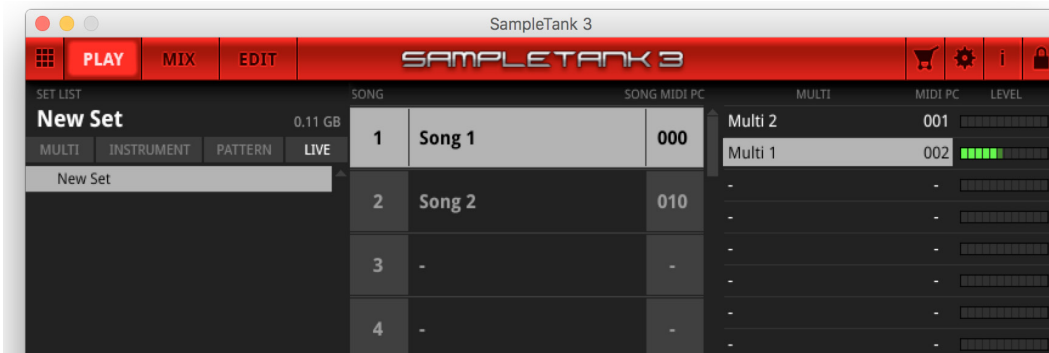 SampleTank 3
PLAY MIX EDIT SAMPLETANK 3 i
SET LIST SONG SONG MIDI PC MULTI MIDI PC LEVEL
New Set 0.11 GB
MULTI INSTRUMENT PATTERN LIVE
New Set
1 Song 1 000
2 Song 2 010
3 - -
4 - -
Multi 2 001
Multi 1 002
- -
- -
- -
- -
- -
- -